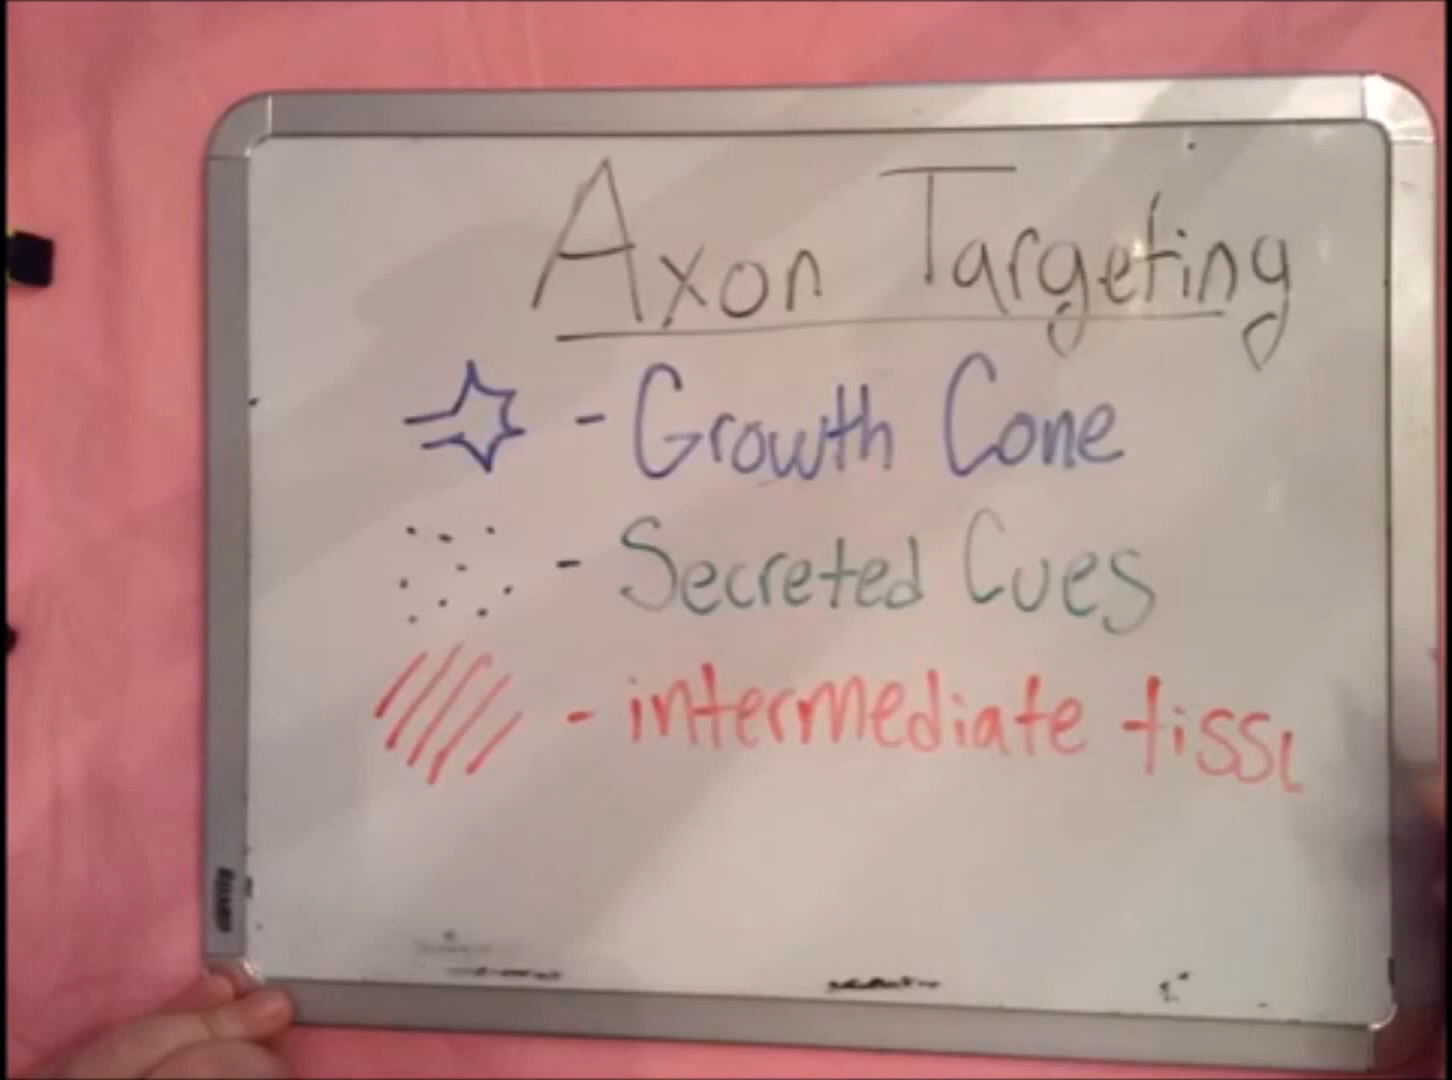 Axon Targeting
- Growth Cone
- Secreted Cues
- intermediate tissu